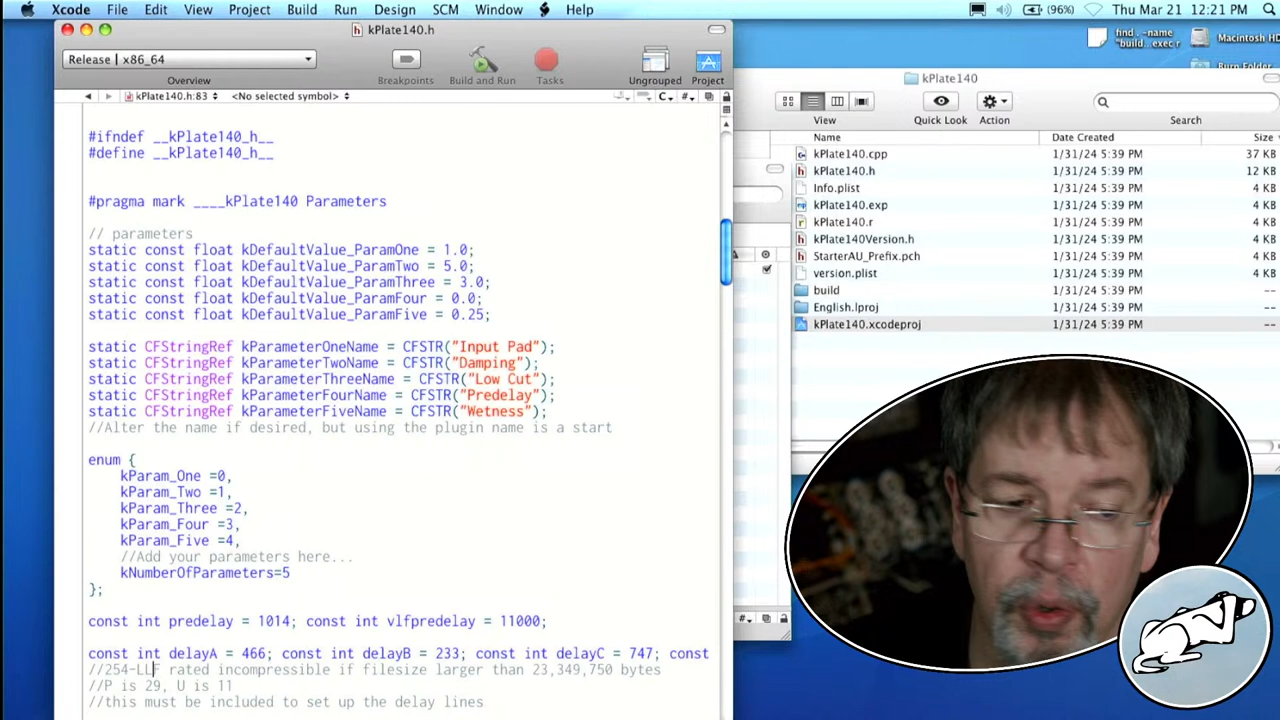 Xcode File Edit View Project Build Run Design SCM Window Help
(96%) Thu Mar 21 12:21 PM
find . -name
"build...exec r
Macintosh HD
kPlate140.h
Release | x86_64
Overview
Breakpoints
Build and Run
Tasks
Ungrouped
Project
kPlate140.h:83 <No selected symbol>
C
#
#ifndef __kPlate140_h__
#define __kPlate140_h__
#pragma mark ____kPlate140 Parameters
// parameters
static const float kDefaultValue_ParamOne = 1.0;
static const float kDefaultValue_ParamTwo = 5.0;
static const float kDefaultValue_ParamThree = 3.0;
static const float kDefaultValue_ParamFour = 0.0;
static const float kDefaultValue_ParamFive = 0.25;
static CFStringRef kParameterOneName = CFSTR("Input Pad");
static CFStringRef kParameterTwoName = CFSTR("Damping");
static CFStringRef kParameterThreeName = CFSTR("Low Cut");
static CFStringRef kParameterFourName = CFSTR("Predelay");
static CFStringRef kParameterFiveName = CFSTR("Wetness");
//Alter the name if desired, but using the plugin name is a start
enum {
kParam_One =0,
kParam_Two =1,
kParam_Three =2,
kParam_Four =3,
kParam_Five =4,
//Add your parameters here...
kNumberOfParameters=5
};
const int predelay = 1014; const int vlfpredelay = 11000;
const int delayA = 466; const int delayB = 233; const int delayC = 747; const
//254-LLF rated incompressible if filesize larger than 23,349,750 bytes
//P is 29, U is 11
//this must be included to set up the delay lines
kPlate140
View
Quick Look
Action
Search
Name Date Created Size
kPlate140.cpp 1/31/24 5:39 PM 37 KB
kPlate140.h 1/31/24 5:39 PM 12 KB
Info.plist 1/31/24 5:39 PM 4 KB
kPlate140.exp 1/31/24 5:39 PM 4 KB
kPlate140.r 1/31/24 5:39 PM 4 KB
kPlate140Version.h 1/31/24 5:39 PM 4 KB
StarterAU_Prefix.pch 1/31/24 5:39 PM 4 KB
version.plist 1/31/24 5:39 PM 4 KB
build 1/31/24 5:39 PM --
English.lproj 1/31/24 5:39 PM --
kPlate140.xcodeproj 1/31/24 5:39 PM --